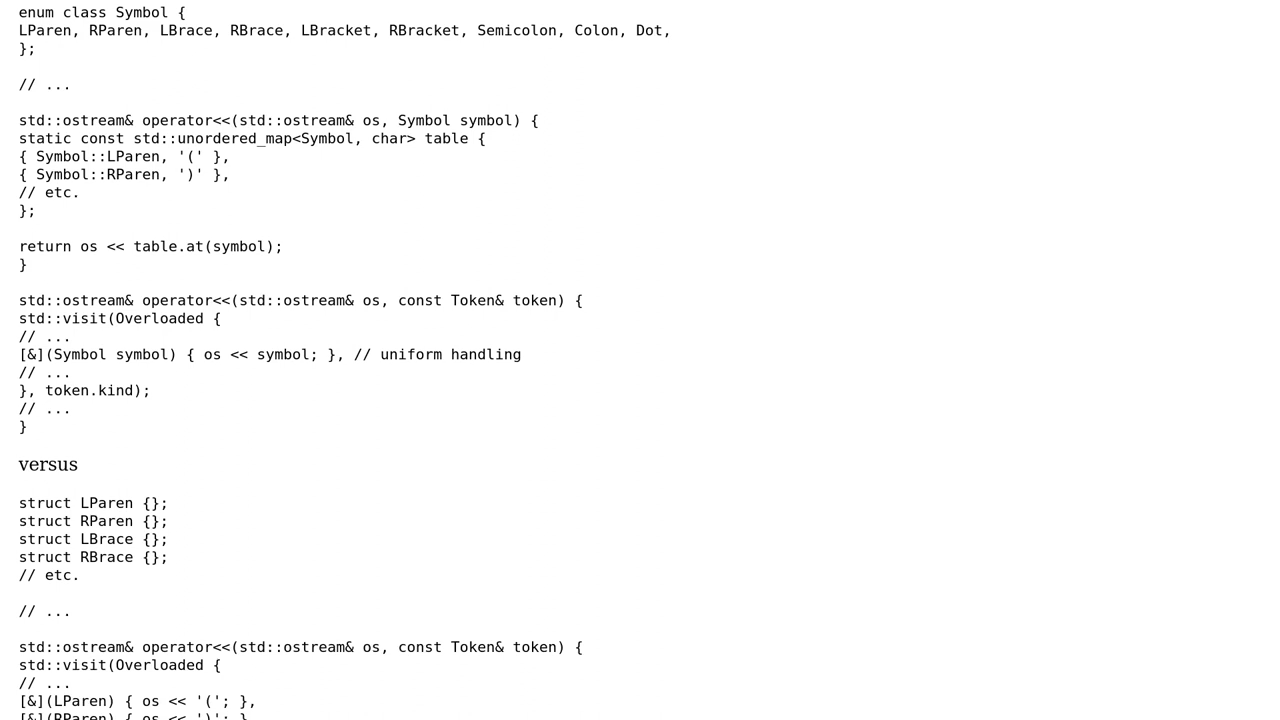 enum class Symbol {
LParen, RParen, LBrace, RBrace, LBracket, RBracket, Semicolon, Colon, Dot,
};
// ...
std::ostream& operator<<(std::ostream& os, Symbol symbol) {
static const std::unordered_map<Symbol, char> table {
{ Symbol::LParen, '(' },
{ Symbol::RParen, ')' },
// etc.
};
return os << table.at(symbol);
}
std::ostream& operator<<(std::ostream& os, const Token& token) {
std::visit(Overloaded {
// ...
[&](Symbol symbol) { os << symbol; }, // uniform handling
// ...
}, token.kind);
// ...
}
versus
struct LParen {};
struct RParen {};
struct LBrace {};
struct RBrace {};
// etc.
// ...
std::ostream& operator<<(std::ostream& os, const Token& token) {
std::visit(Overloaded {
// ...
[&](LParen) { os << '('; },
[&](RParen) { os << ')'; },